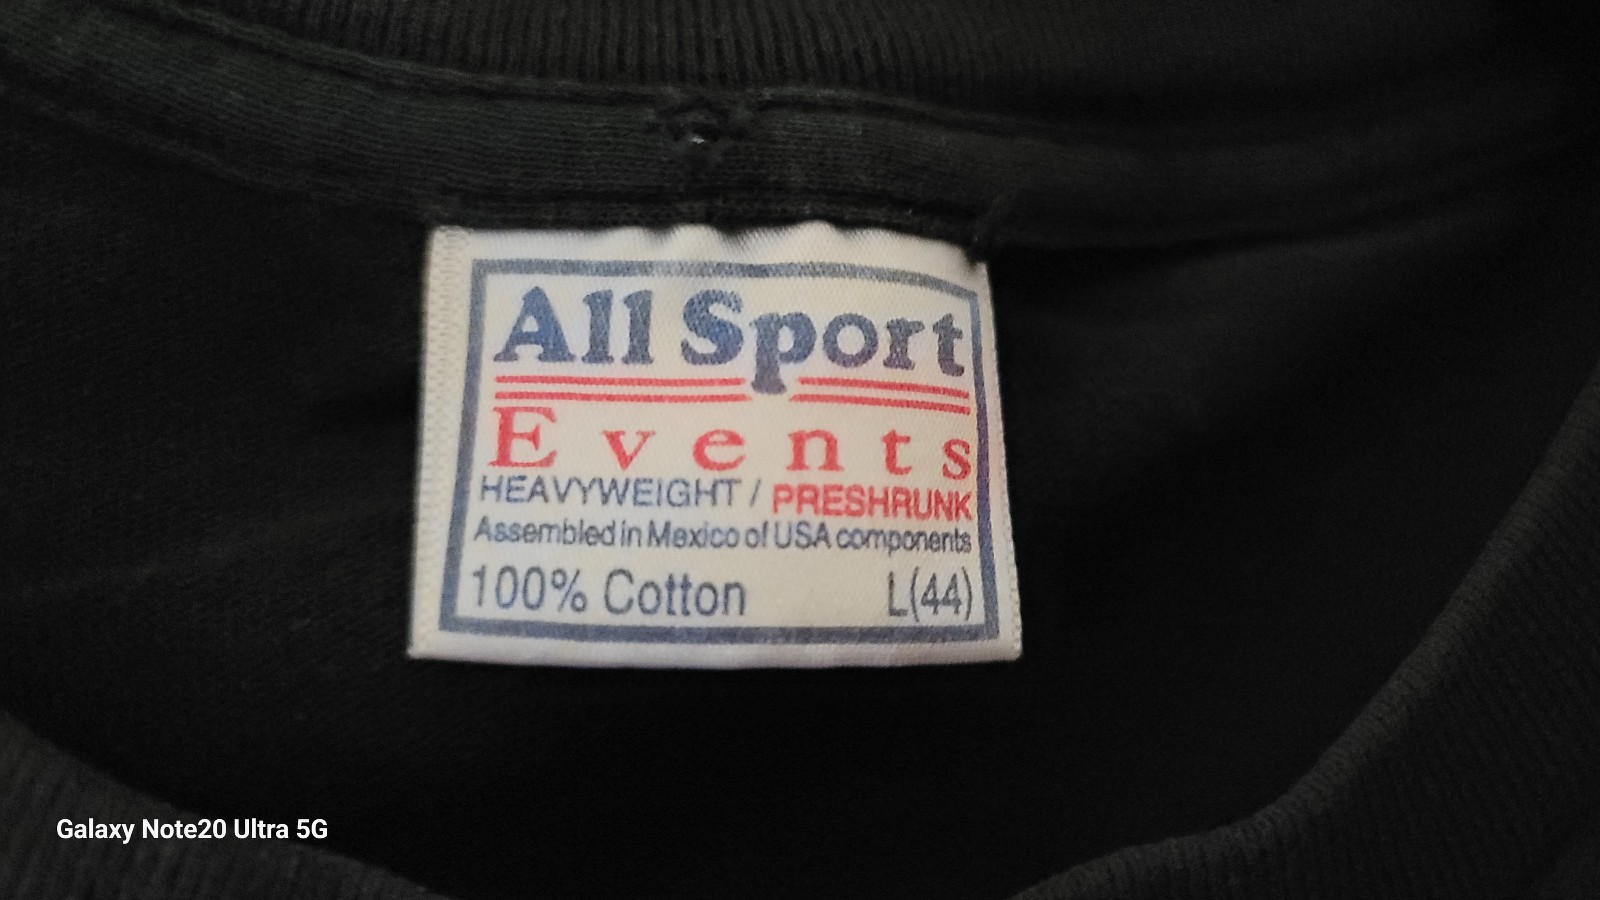 All Sport
Events
HEAVYWEIGHT / PRESHRUNK
Assembled in Mexico of USA components
100% Cotton L(44)
Galaxy Note20 Ultra 5G